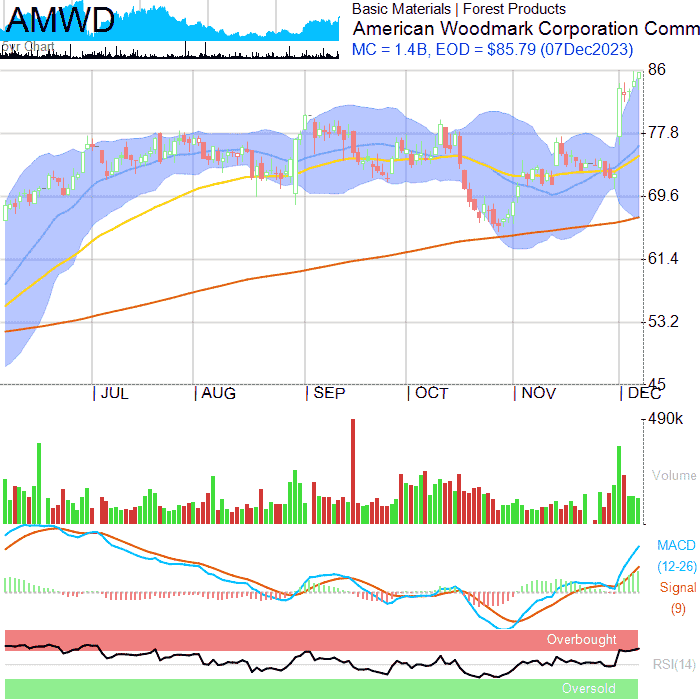 AMWD
5yr Chart
Basic Materials | Forest Products
American Woodmark Corporation Comm
MC = 1.4B, EOD = $85.79 (07Dec2023)
86
77.8
69.6
61.4
53.2
45
JUL
AUG
SEP
OCT
NOV
DEC
490k
Volume
MACD
(12-26)
Signal
(9)
Overbought
RSI(14)
Oversold